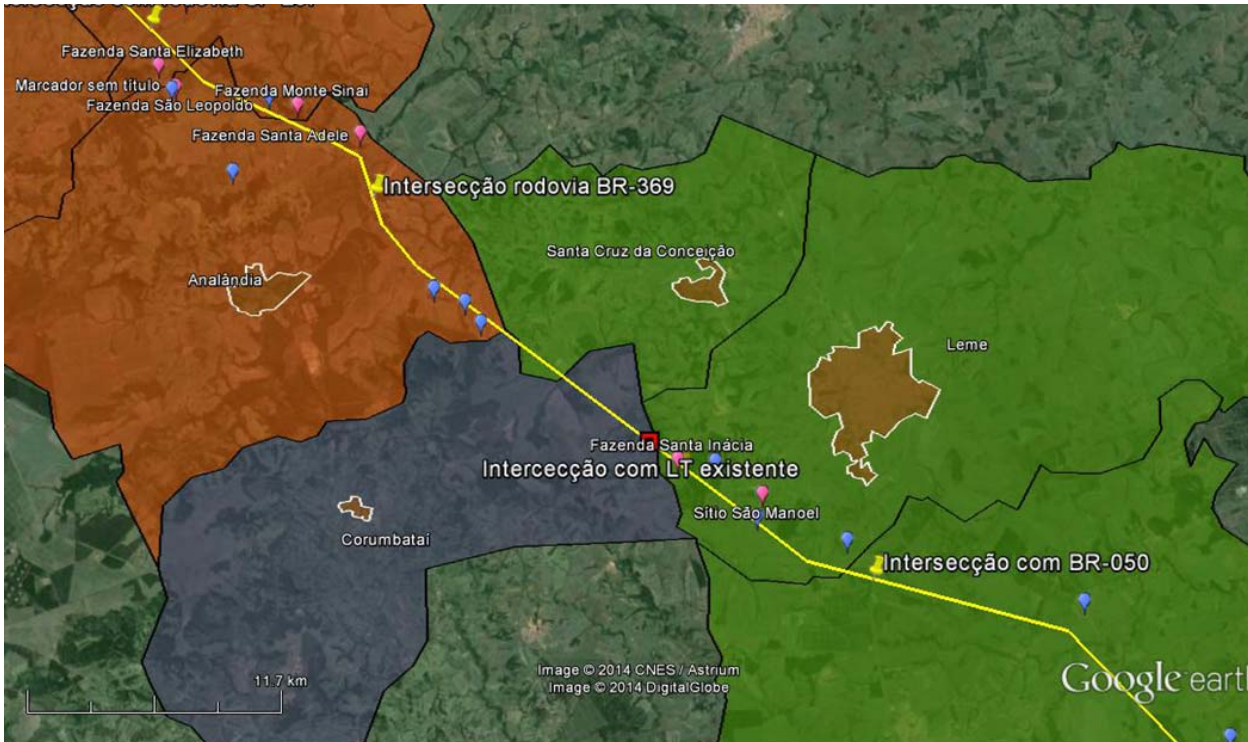 Fazenda Santa Elizabeth
Marcador sem título
Fazenda Monte Sinai
Fazenda São Leopoldo
Fazenda Santa Adele
Intersecção rodovia BR-369
Santa Cruz da Conceição
Analândia
Leme
Fazenda Santa Inácia
Intercecção com LT existente
Sítio São Manoel
Corumbataí
Intersecção com BR-050
Image © 2014 CNES / Astrium
Image © 2014 DigitalGlobe
11.7 km
Google earth